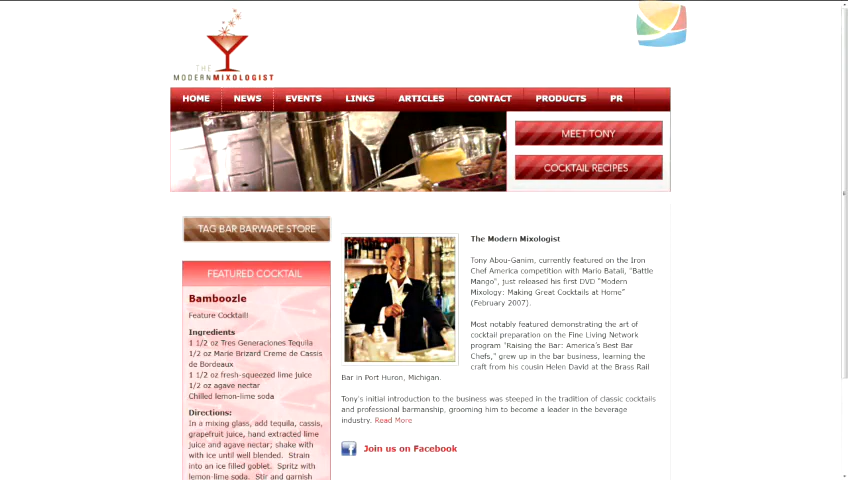 THE
MODERNMIXOLOGIST
HOME NEWS EVENTS LINKS ARTICLES CONTACT PRODUCTS PR
MEET TONY
COCKTAIL RECIPES
TAG BAR BARWARE STORE
FEATURED COCKTAIL
Bamboozle
Feature Cocktail!
Ingredients
1 1/2 oz Tres Generaciones Tequila
1/2 oz Marie Brizard Creme de Cassis
de Bordeaux
1 1/2 oz fresh-squeezed lime juice
1/2 oz agave nectar
Chilled lemon-lime soda
Directions:
In a mixing glass, add tequila, cassis,
grapefruit juice, hand extracted lime
juice and agave nectar; shake with
with ice until well blended. Strain
into an ice filled goblet. Spritz with
lemon-lime soda. Stir and garnish
The Modern Mixologist
Tony Abou-Ganim, currently featured on the Iron
Chef America competition with Mario Batali, "Battle
Mango", just released his first DVD "Modern
Mixology: Making Great Cocktails at Home"
(February 2007).
Most notably featured demonstrating the art of
cocktail preparation on the Fine Living Network
program "Raising the Bar: America's Best Bar
Chefs," grew up in the bar business, learning the
craft from his cousin Helen David at the Brass Rail
Bar in Port Huron, Michigan.
Tony's initial introduction to the business was steeped in the tradition of classic cocktails
and professional barmanship, grooming him to become a leader in the beverage
industry. Read More
Join us on Facebook